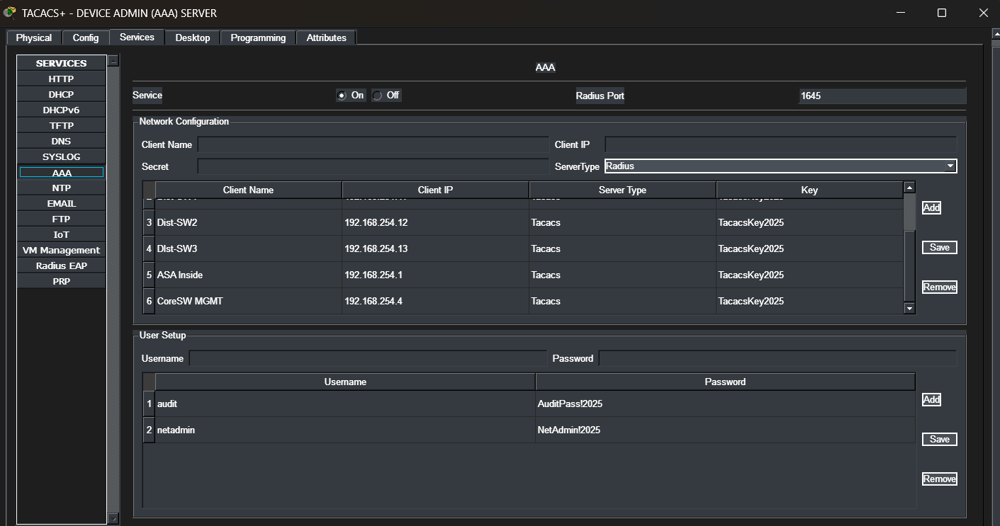 TACACS+ - DEVICE ADMIN (AAA) SERVER
Physical Config Services Desktop Programming Attributes
SERVICES
HTTP
DHCP
DHCPv6
TFTP
DNS
SYSLOG
AAA
NTP
EMAIL
FTP
IoT
VM Management
Radius EAP
PRP
AAA
Service On Off Radius Port 1645
Network Configuration
Client Name Client IP
Secret ServerType Radius
Client Name Client IP Server Type Key
3 Dist-SW2 192.168.254.12 Tacacs TacacsKey2025
4 DIst-SW3 192.168.254.13 Tacacs TacacsKey2025
5 ASA Inside 192.168.254.1 Tacacs TacacsKey2025
6 CoreSW MGMT 192.168.254.4 Tacacs TacacsKey2025
Add
Save
Remove
User Setup
Username Password
Username Password
1 audit AuditPass!2025
2 netadmin NetAdmin!2025
Add
Save
Remove